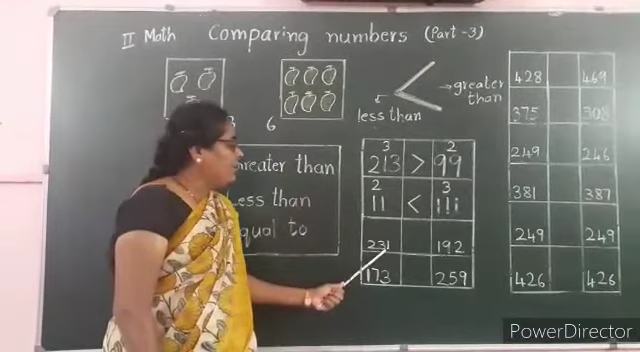 II Math Comparing numbers (Part -3)
6
greater than
less than
reater than
ess than
qual to
3 2
213 > 99
2 3
11 < 111
231 192
173 259
428 469
375 308
249 246
381 387
249 249
426 426
PowerDirector